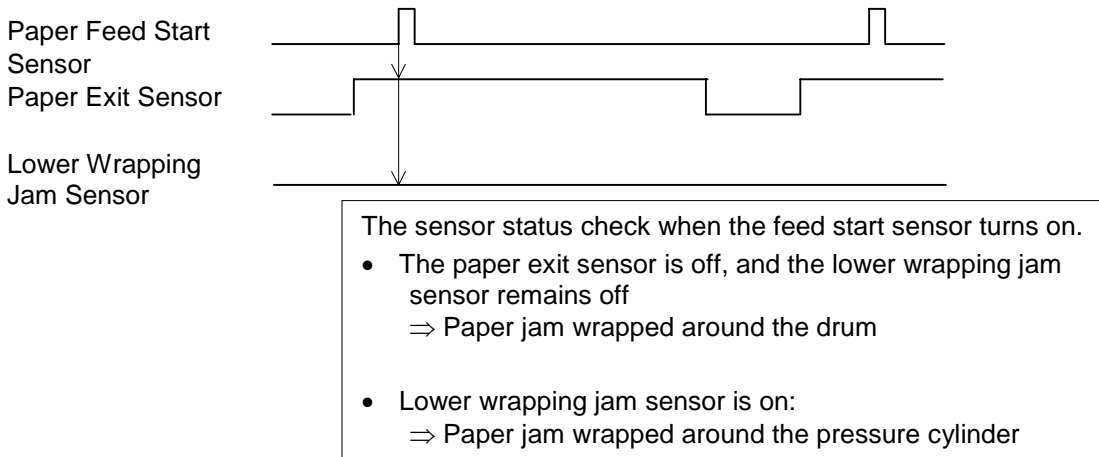 Paper Feed Start
Sensor
Paper Exit Sensor
Lower Wrapping
Jam Sensor
The sensor status check when the feed start sensor turns on.
• The paper exit sensor is off, and the lower wrapping jam
sensor remains off
⇒ Paper jam wrapped around the drum
• Lower wrapping jam sensor is on:
⇒ Paper jam wrapped around the pressure cylinder